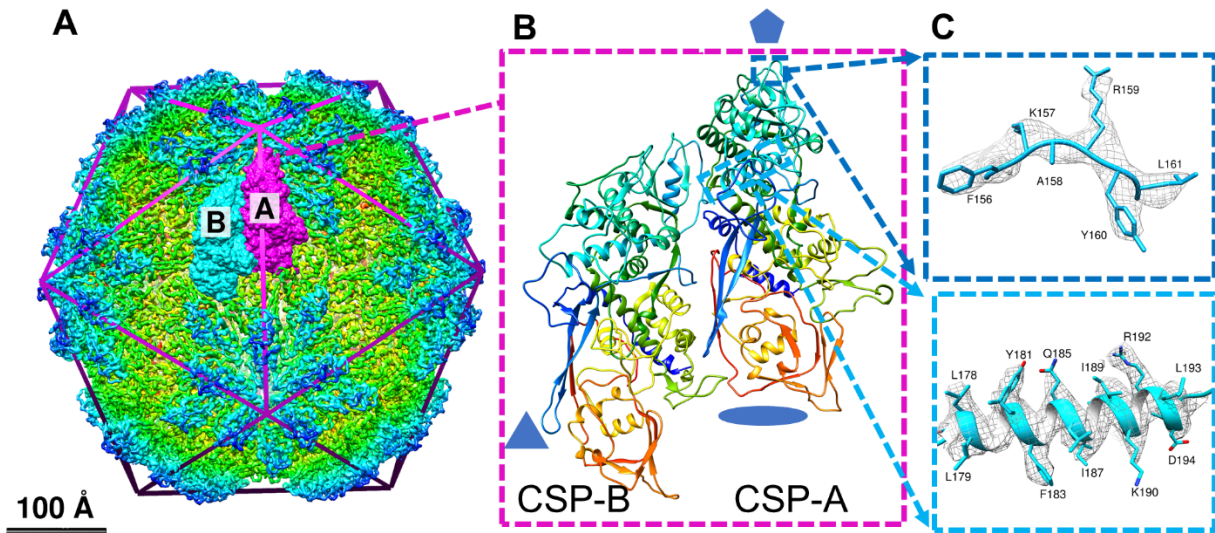 A
B
A
100 Å
B
CSP-B
CSP-A
C
R159
K157
L161
A158
F156
Y160
R192
Y181
Q185
I189
L193
L178
L179
D194
I187
F183
K190